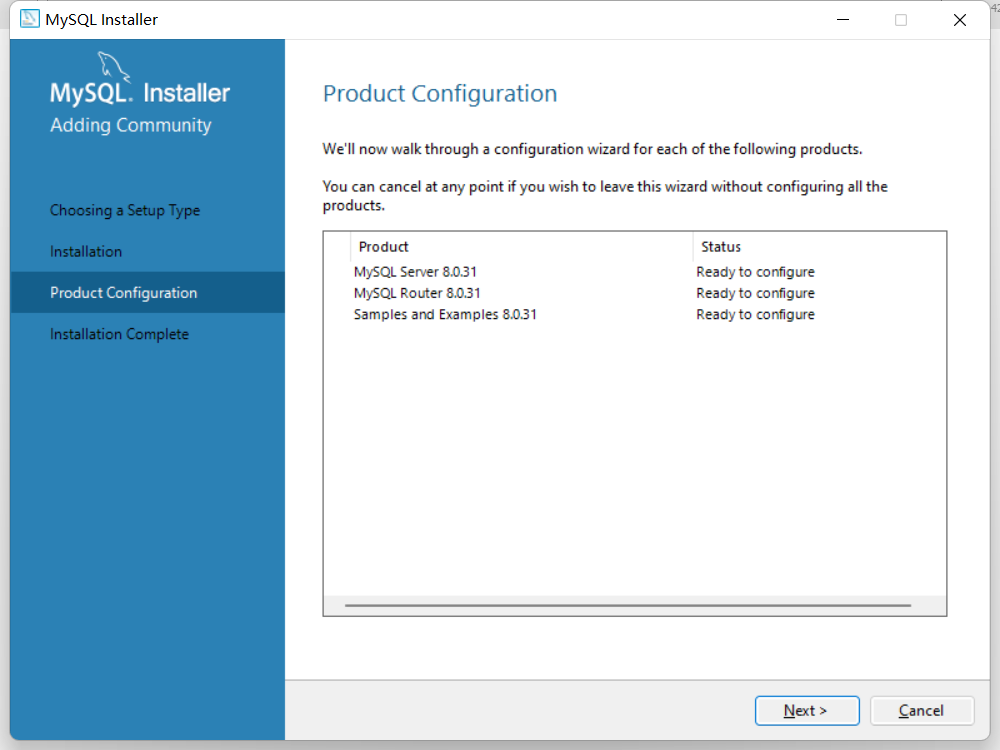 MySQL Installer
MySQL. Installer
Adding Community
Choosing a Setup Type
Installation
Product Configuration
Installation Complete
Product Configuration
We'll now walk through a configuration wizard for each of the following products.
You can cancel at any point if you wish to leave this wizard without configuring all the
products.
Product Status
MySQL Server 8.0.31 Ready to configure
MySQL Router 8.0.31 Ready to configure
Samples and Examples 8.0.31 Ready to configure
Next > Cancel